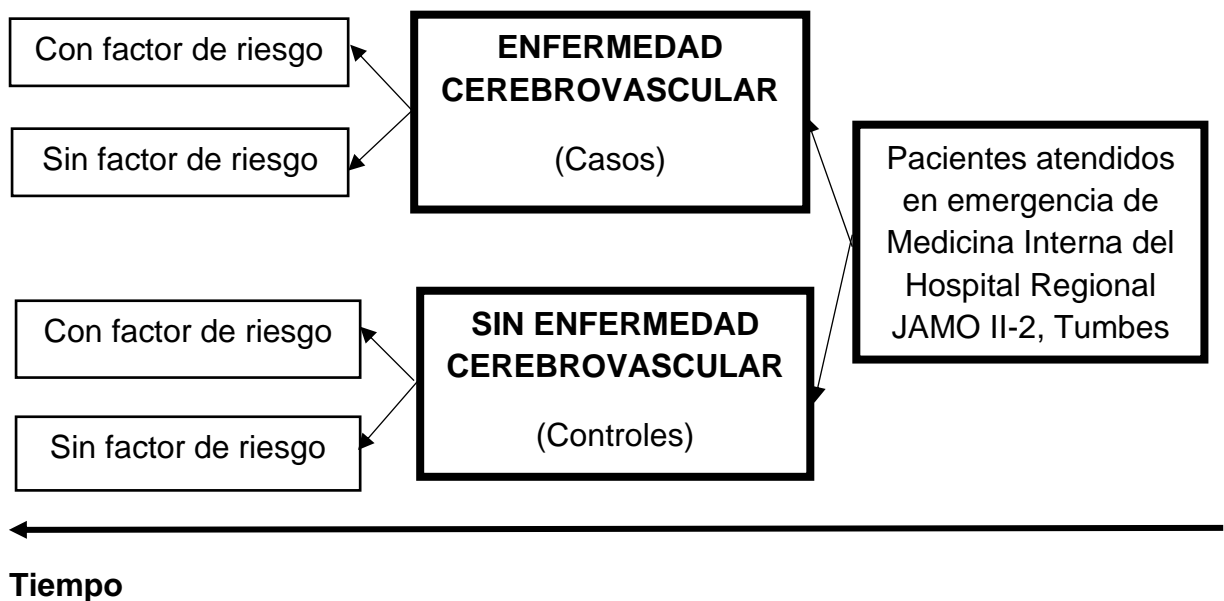 Con factor de riesgo
Sin factor de riesgo
ENFERMEDAD
CEREBROVASCULAR
(Casos)
Con factor de riesgo
Sin factor de riesgo
SIN ENFERMEDAD
CEREBROVASCULAR
(Controles)
Pacientes atendidos
en emergencia de
Medicina Interna del
Hospital Regional
JAMO II-2, Tumbes
Tiempo